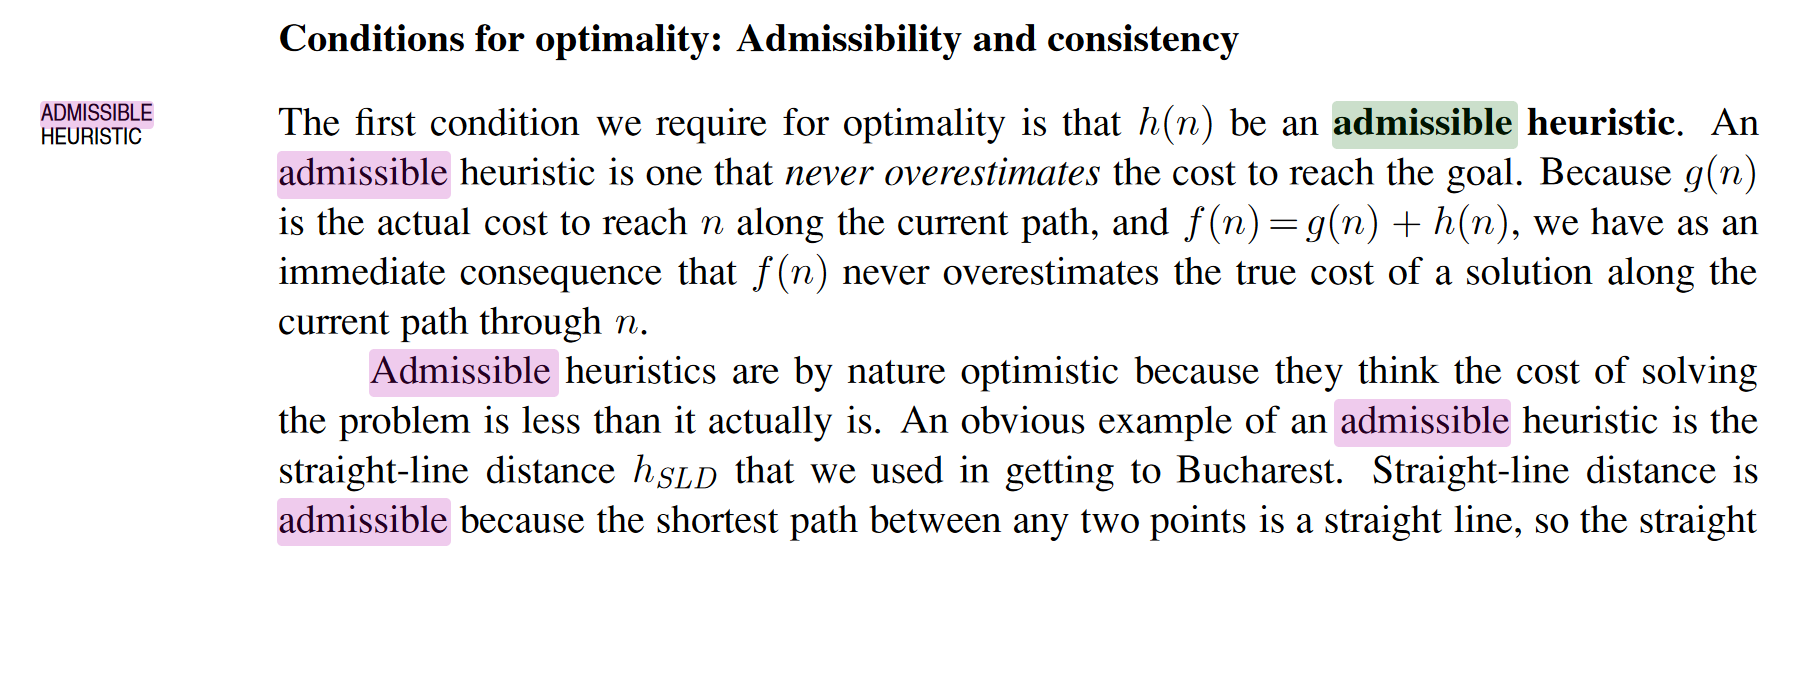 Conditions for optimality: Admissibility and consistency
ADMISSIBLE
HEURISTIC
The first condition we require for optimality is that h(n) be an admissible heuristic. An
admissible heuristic is one that never overestimates the cost to reach the goal. Because g(n)
is the actual cost to reach n along the current path, and f(n) = g(n) + h(n), we have as an
immediate consequence that f(n) never overestimates the true cost of a solution along the
current path through n.
Admissible heuristics are by nature optimistic because they think the cost of solving
the problem is less than it actually is. An obvious example of an admissible heuristic is the
straight-line distance h_SLD that we used in getting to Bucharest. Straight-line distance is
admissible because the shortest path between any two points is a straight line, so the straight